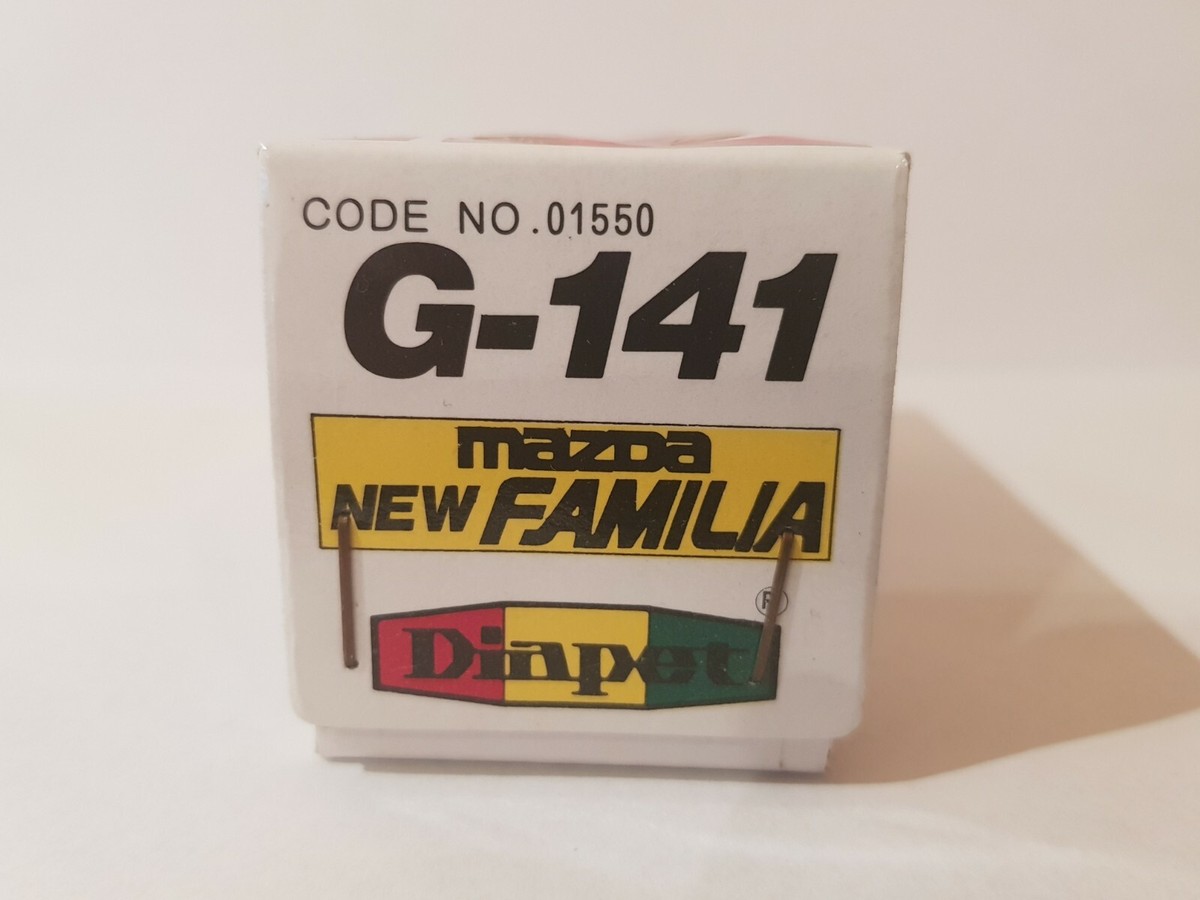 CODE NO.01550
G-141
mazda
NEW FAMILIA
®
Diapet